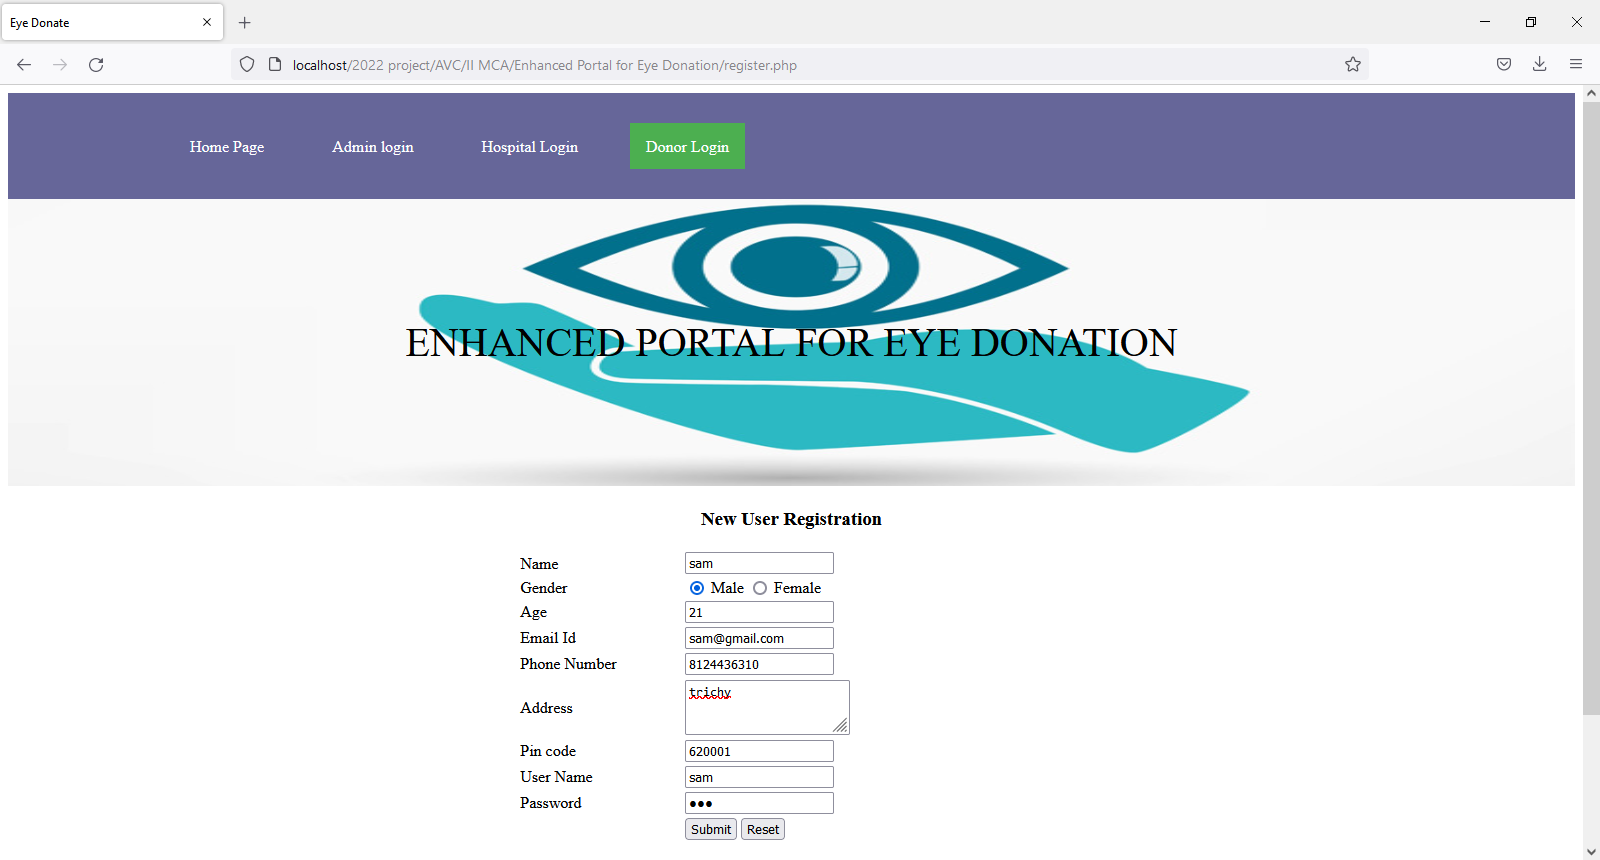 Eye Donate
localhost/2022 project/AVC/II MCA/Enhanced Portal for Eye Donation/register.php
Home Page Admin login Hospital Login Donor Login
ENHANCED PORTAL FOR EYE DONATION
New User Registration
Name sam
Gender Male Female
Age 21
Email Id sam@gmail.com
Phone Number 8124436310
Address trichy
Pin code 620001
User Name sam
Password •••
Submit Reset